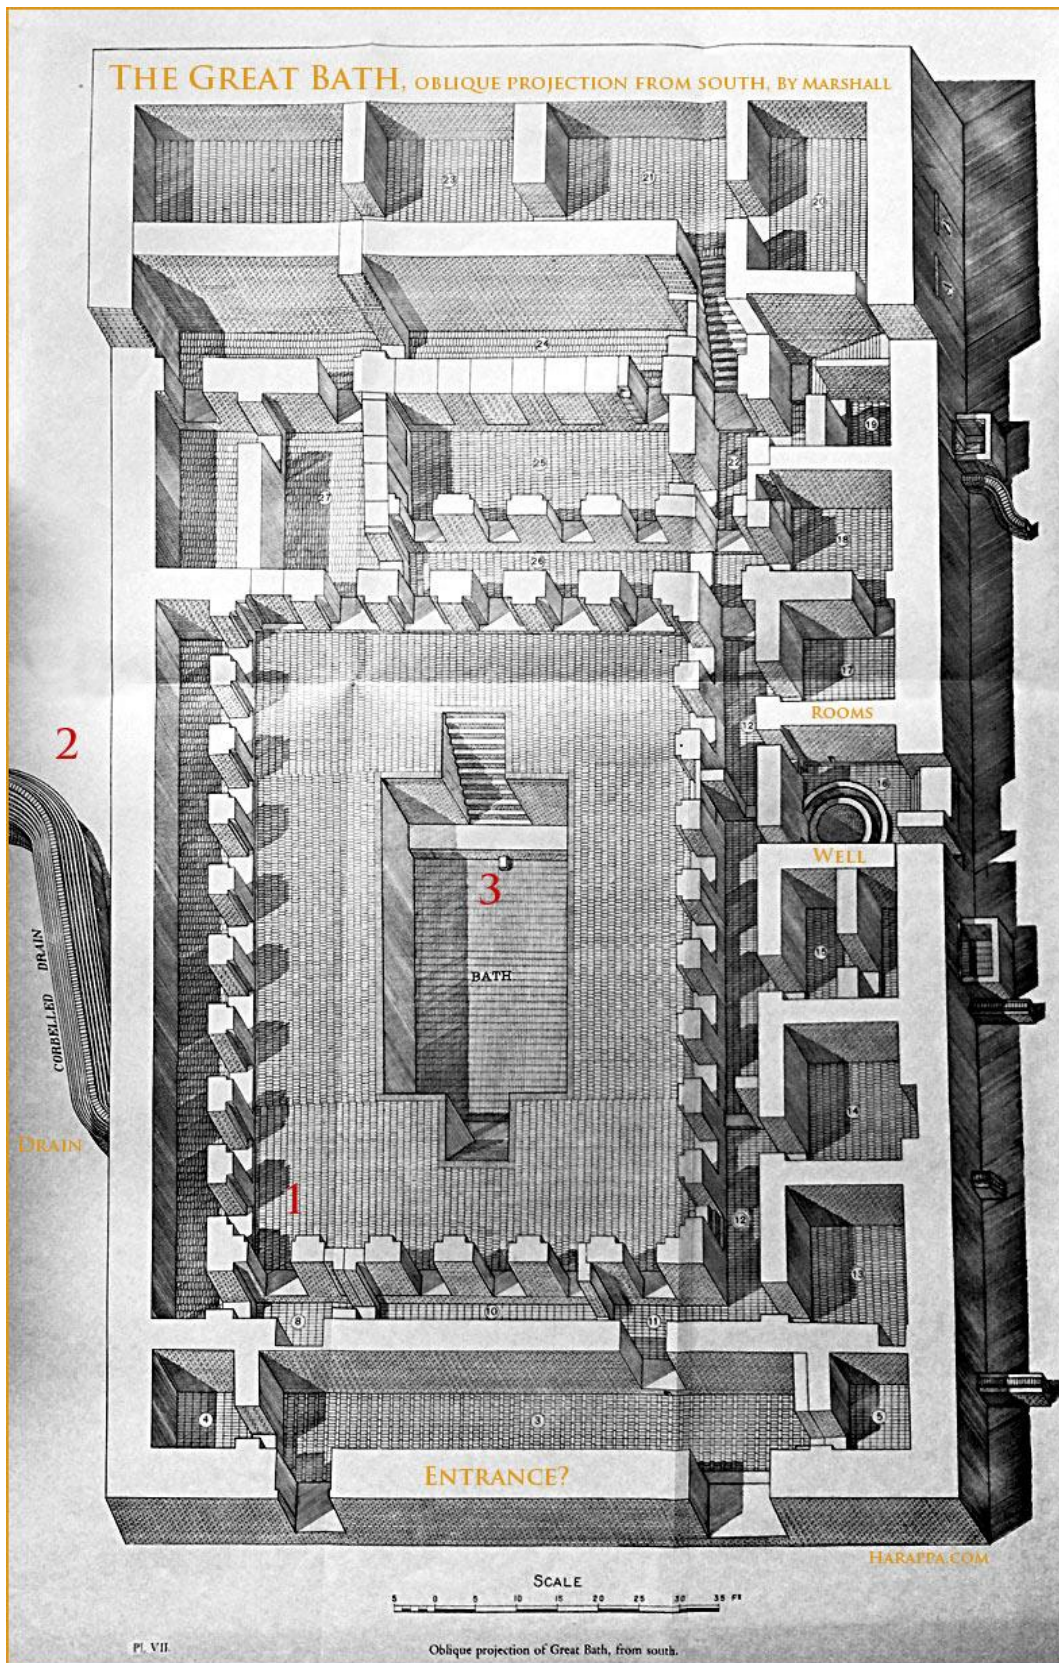 THE GREAT BATH, OBLIQUE PROJECTION FROM SOUTH, BY MARSHALL
23
21
20
24
19
25
22
27
18
26
17
ROOMS
12
2
16
WELL
3
15
BATH.
CORBELLED DRAIN
14
DRAIN
1
12
13
8
10
11
4
3
5
ENTRANCE?
HARAPPA.COM
SCALE
5 0 5 10 15 20 25 30 35 FT
Pl. VII.
Oblique projection of Great Bath, from south.